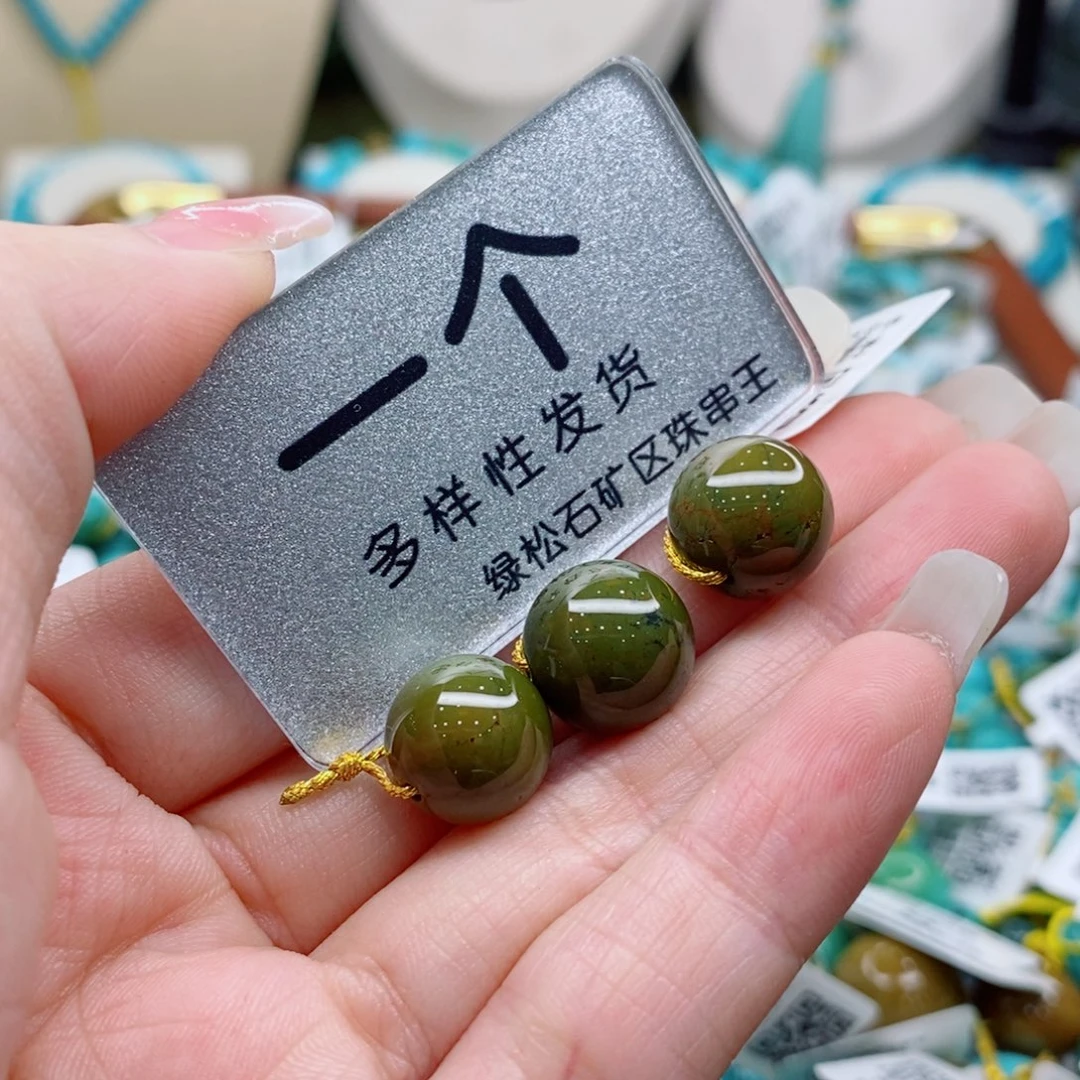 一个
多样性发货
绿松石矿区珠串王